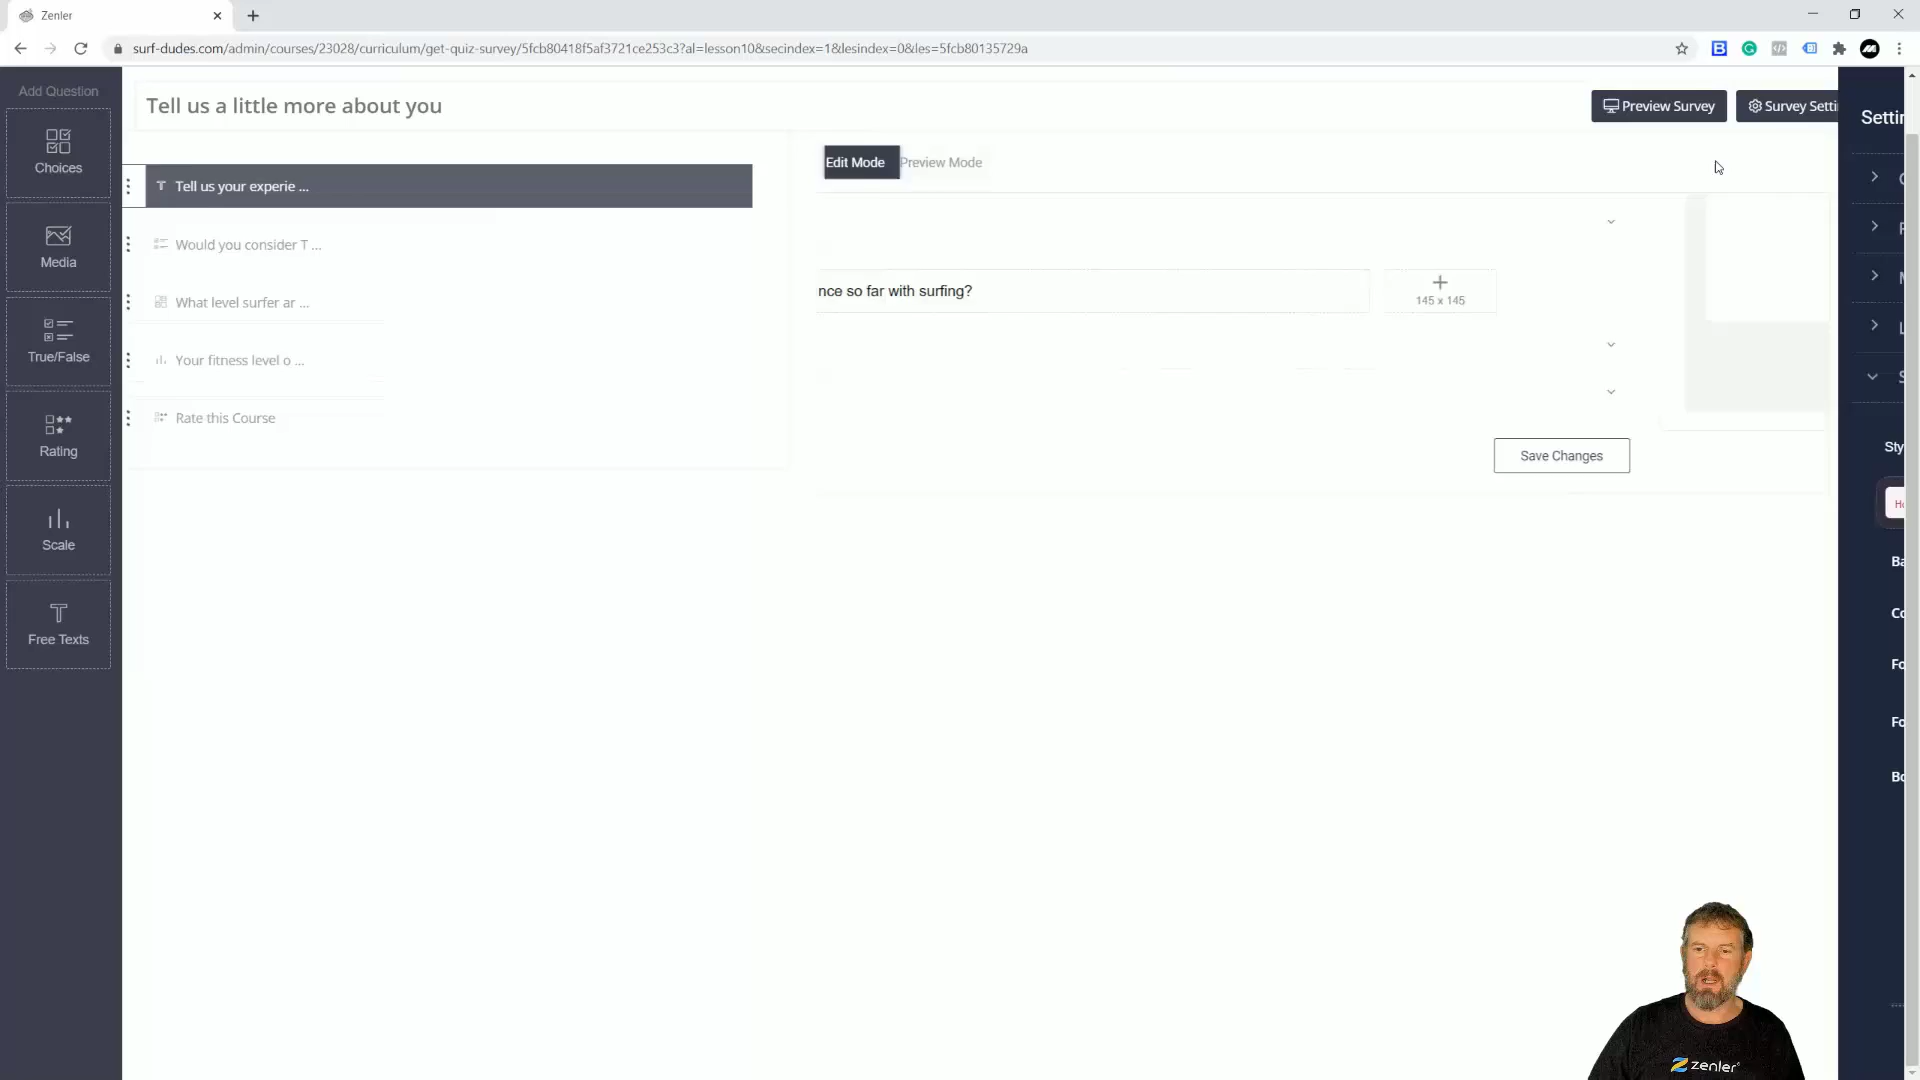 Zenler
surf-dudes.com/admin/courses/23028/curriculum/get-quiz-survey/5fcb80418f5af3721ce253c3?al=lesson10&secindex=1&lesindex=0&les=5fcb80135729a
Add Question
Choices
Media
True/False
Rating
Scale
Free Texts
Tell us a little more about you
Preview Survey
Survey Setti
Tell us your experie ...
Would you consider T ...
What level surfer ar ...
Your fitness level o ...
Rate this Course
Edit Mode
Preview Mode
nce so far with surfing?
145 x 145
Save Changes
Settin
Sty
Ba
Co
Fo
Fo
Bo
zenler